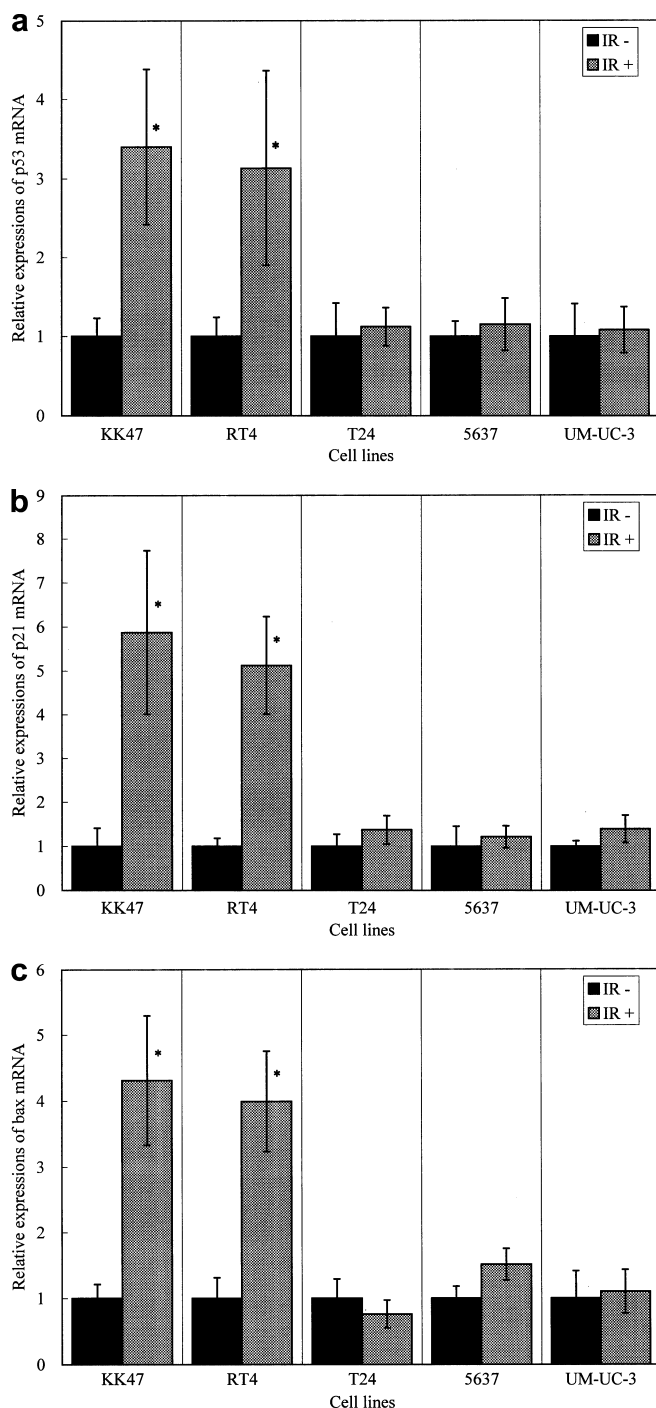 a
Relative expressions of p53 mRNA
5
4
3
2
1
0
IR -
IR +
*
*
KK47 RT4 T24 5637 UM-UC-3
Cell lines
b
Relative expressions of p21 mRNA
9
8
7
6
5
4
3
2
1
0
IR -
IR +
*
*
KK47 RT4 T24 5637 UM-UC-3
Cell lines
c
Relative expressions of bax mRNA
6
5
4
3
2
1
0
IR -
IR +
*
*
KK47 RT4 T24 5637 UM-UC-3
Cell lines